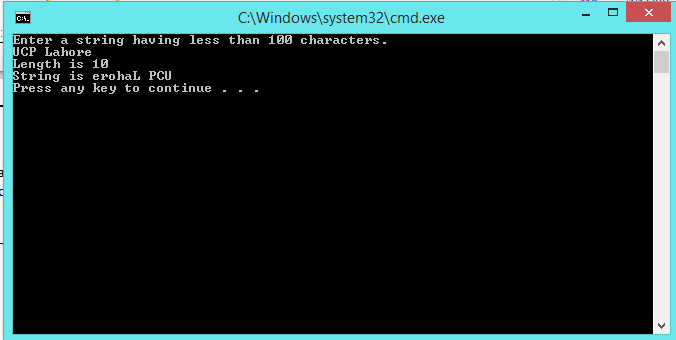 C:\Windows\system32\cmd.exe
Enter a string having less than 100 characters.
UCP Lahore
Length is 10
String is erohaL PCU
Press any key to continue . . .